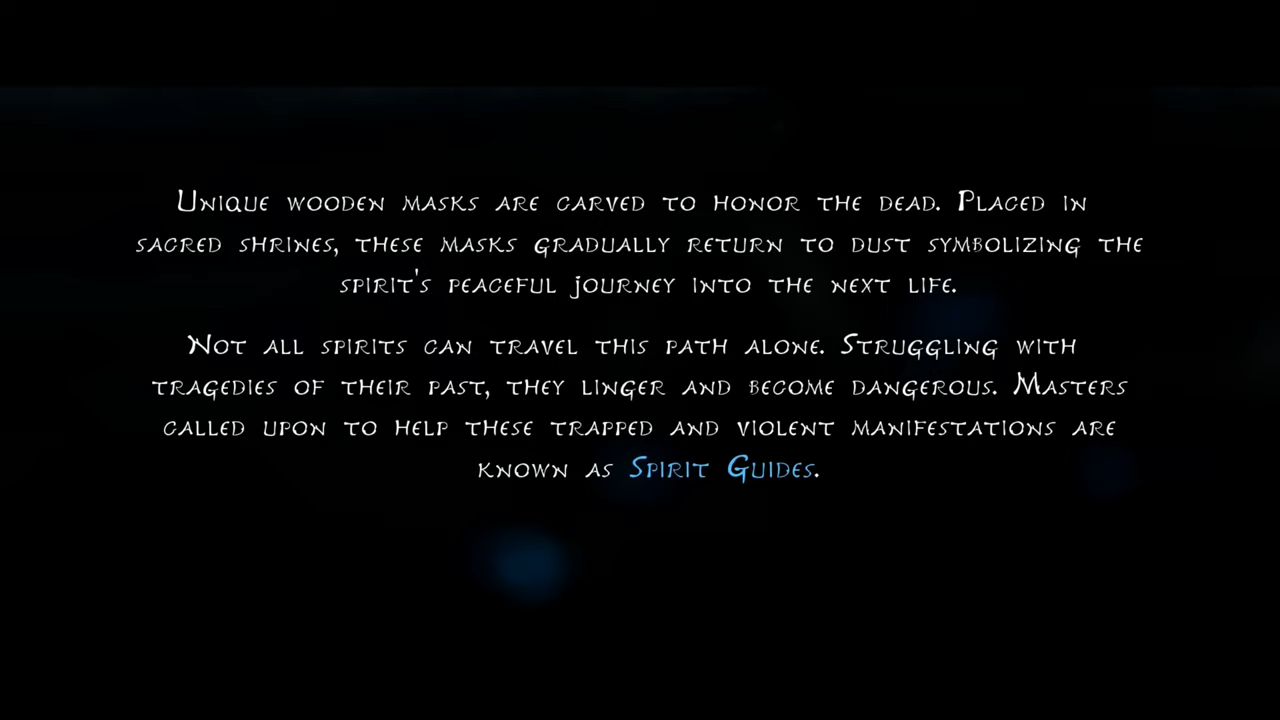 Unique wooden masks are carved to honor the dead. Placed in
sacred shrines, these masks gradually return to dust symbolizing the
spirit's peaceful journey into the next life.
Not all spirits can travel this path alone. Struggling with
tragedies of their past, they linger and become dangerous. Masters
called upon to help these trapped and violent manifestations are
known as Spirit Guides.